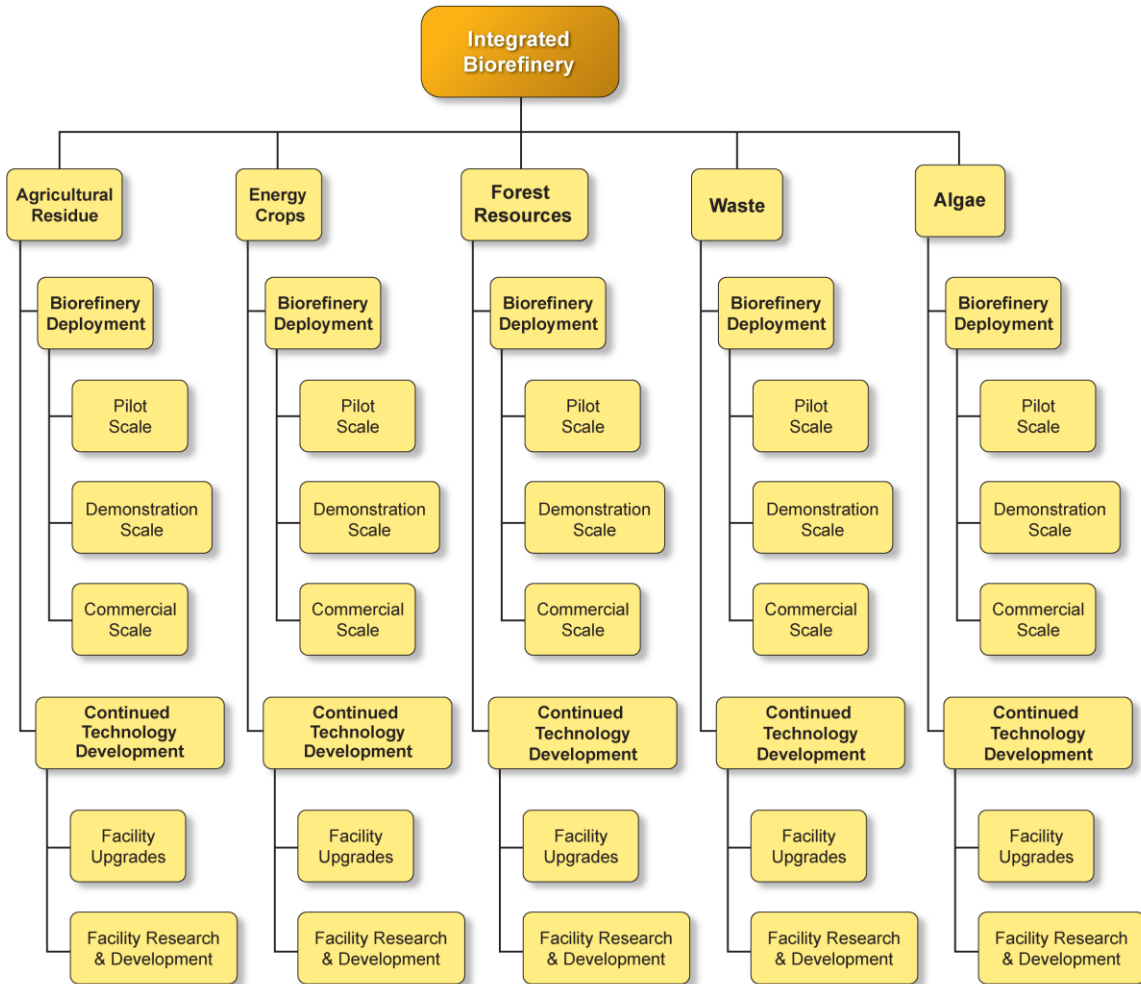 Integrated
Biorefinery
Agricultural
Residue
Energy
Crops
Forest
Resources
Waste
Algae
Biorefinery
Deployment
Biorefinery
Deployment
Biorefinery
Deployment
Biorefinery
Deployment
Biorefinery
Deployment
Pilot
Scale
Pilot
Scale
Pilot
Scale
Pilot
Scale
Pilot
Scale
Demonstration
Scale
Demonstration
Scale
Demonstration
Scale
Demonstration
Scale
Demonstration
Scale
Commercial
Scale
Commercial
Scale
Commercial
Scale
Commercial
Scale
Commercial
Scale
Continued
Technology
Development
Continued
Technology
Development
Continued
Technology
Development
Continued
Technology
Development
Continued
Technology
Development
Facility
Upgrades
Facility
Upgrades
Facility
Upgrades
Facility
Upgrades
Facility
Upgrades
Facility Research
& Development
Facility Research
& Development
Facility Research
& Development
Facility Research
& Development
Facility Research
& Development